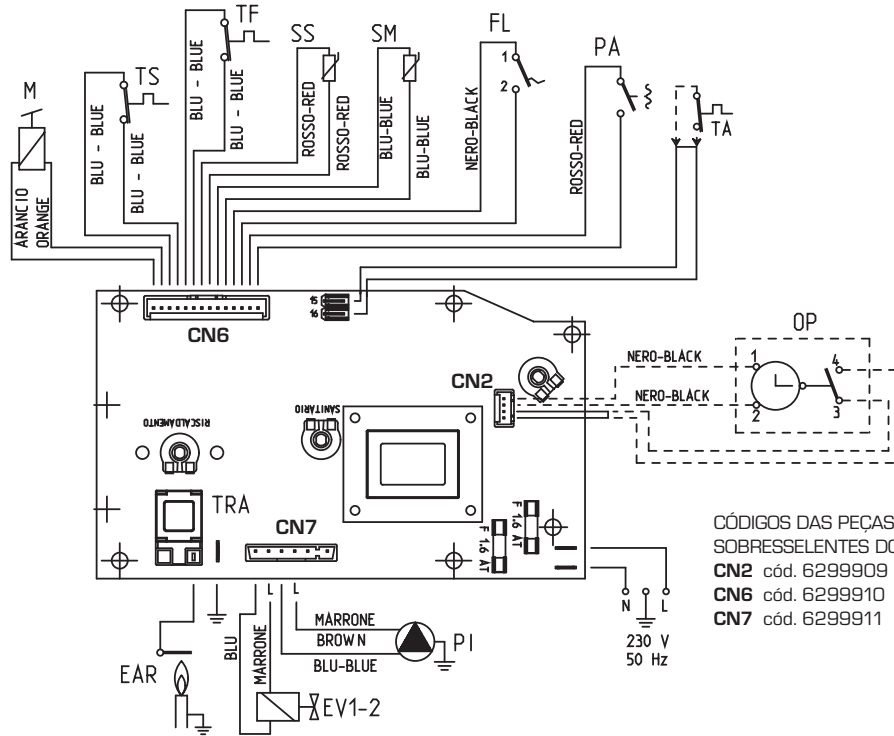 TF
SS
SM
FL
PA
M
TS
TA
BLU - BLUE
BLU - BLUE
BLU - BLUE
BLU - BLUE
ROSSO-RED
ROSSO-RED
BLU-BLUE
BLU-BLUE
NERO-BLACK
1
2
ROSSO-RED
ARANCIO
ORANGE
CN6
15
16
OP
NERO-BLACK
1
4
NERO-BLACK
2
3
CN2
RISCALDAMENTO
SANITARIO
TRA
CN7
F 1.6 AT
F 1.6 AT
CÓDIGOS DAS PEÇAS
SOBRESSELENTES DO
CN2 cód. 6299909
CN6 cód. 6299910
CN7 cód. 6299911
L
L
N
L
230 V
50 Hz
BLU
MARRONE
MARRONE
BROWN
BLU-BLUE
PI
EAR
EV1-2